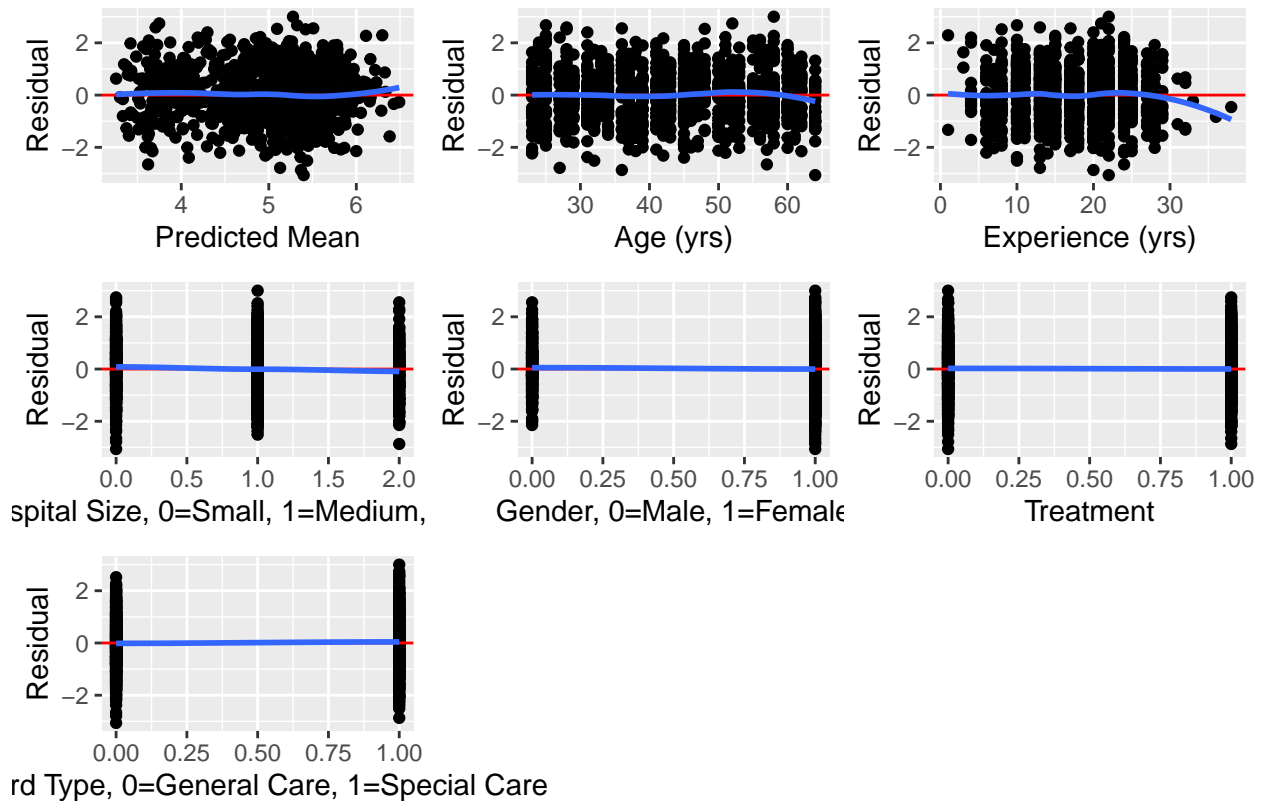 2
0
−2
Residual
4 5 6
Predicted Mean
2
0
−2
Residual
30 40 50 60
Age (yrs)
2
0
−2
Residual
0 10 20 30
Experience (yrs)
2
0
−2
Residual
0.0 0.5 1.0 1.5 2.0
spital Size, 0=Small, 1=Medium,
2
0
−2
Residual
0.00 0.25 0.50 0.75 1.00
Gender, 0=Male, 1=Female
2
0
−2
Residual
0.00 0.25 0.50 0.75 1.00
Treatment
2
0
−2
Residual
0.00 0.25 0.50 0.75 1.00
rd Type, 0=General Care, 1=Special Care